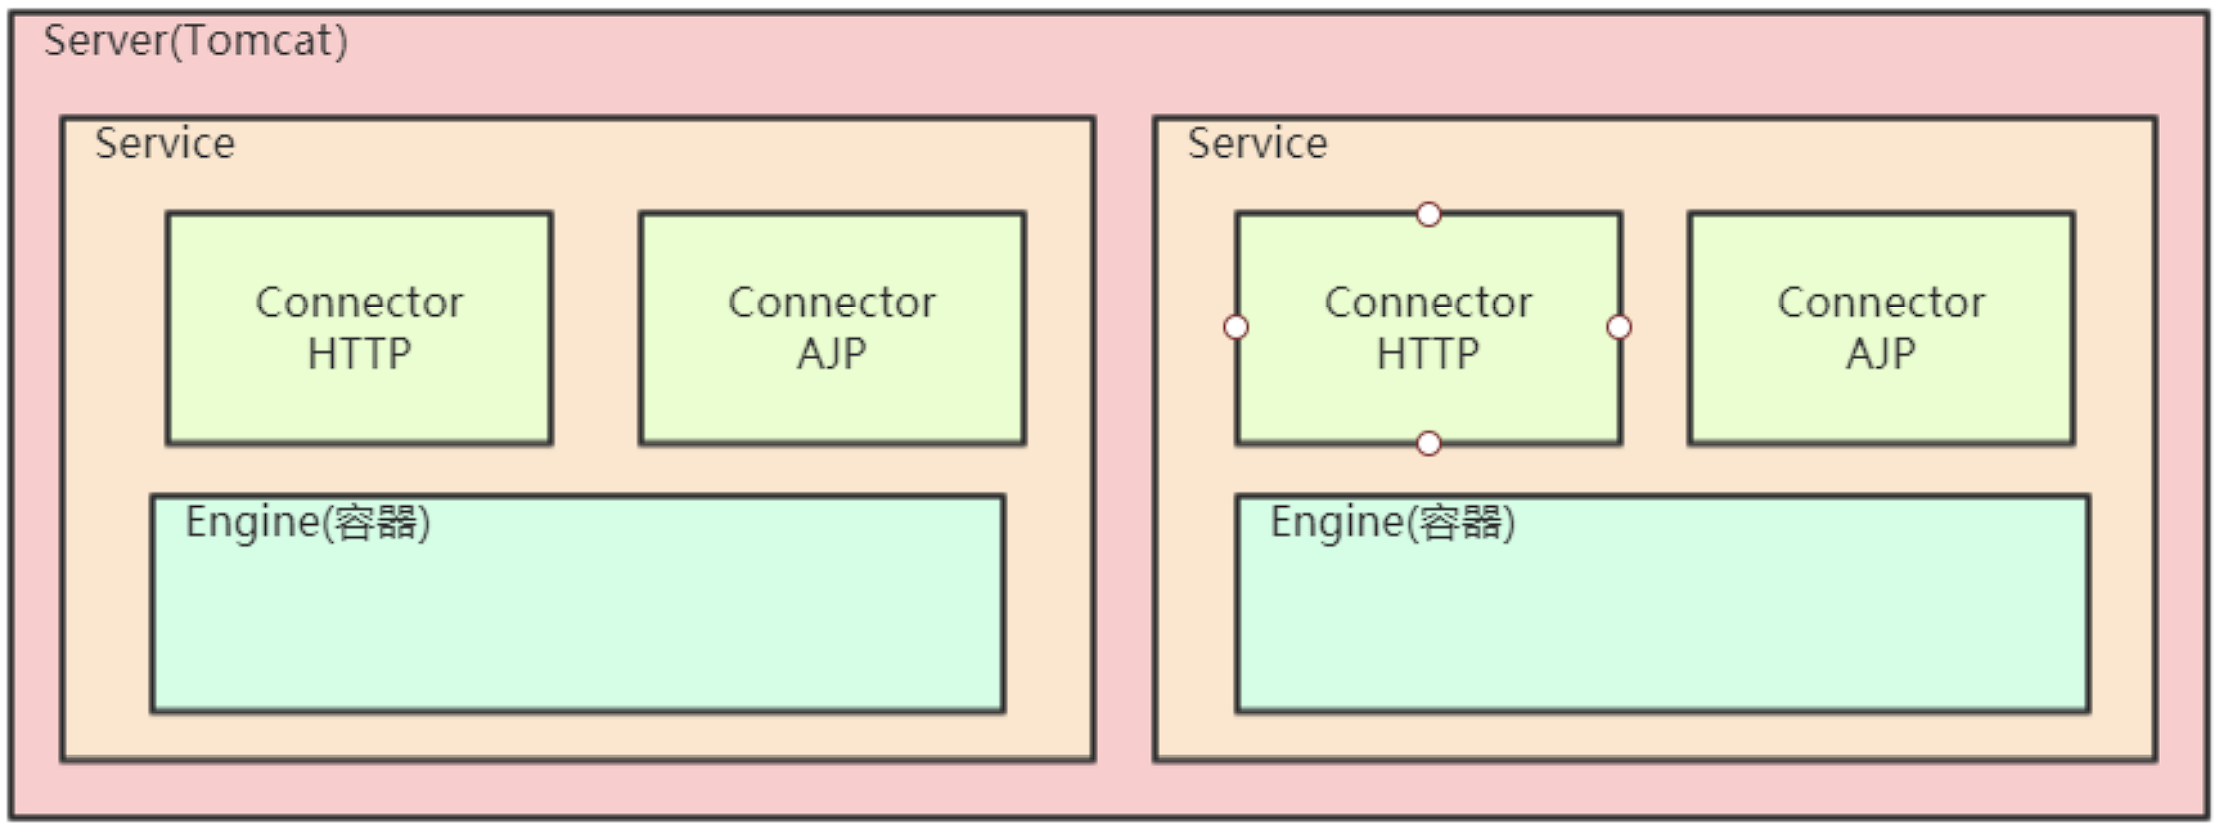 Server(Tomcat)
Service
Connector
HTTP
Connector
AJP
Engine(容器)
Service
Connector
HTTP
Connector
AJP
Engine(容器)